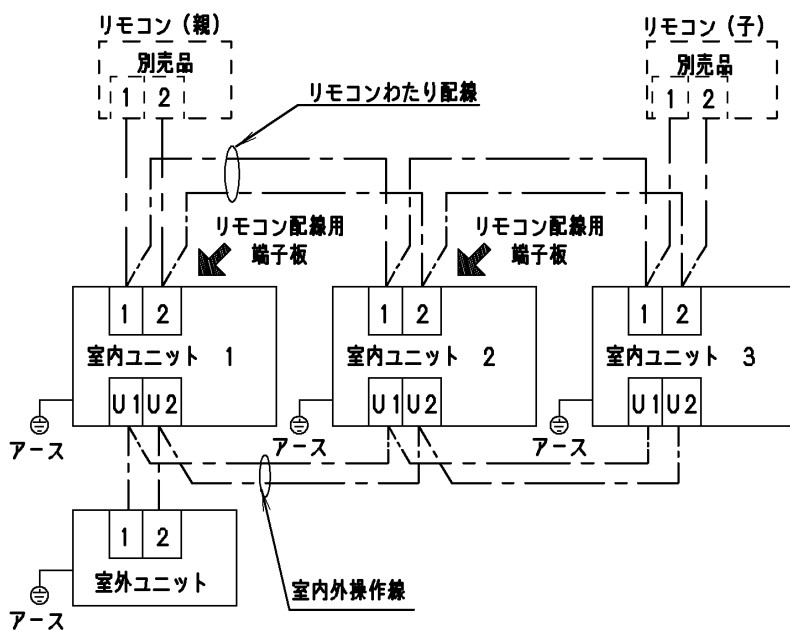 リモコン（親）
リモコン（子）
別売品
別売品
1 2
1 2
リモコンわたり配線
リモコン配線用
端子板
リモコン配線用
端子板
1 2
1 2
1 2
室内ユニット 1
室内ユニット 2
室内ユニット 3
U1 U2
U1 U2
U1 U2
アース
アース
アース
1 2
室外ユニット
室内外操作線
アース